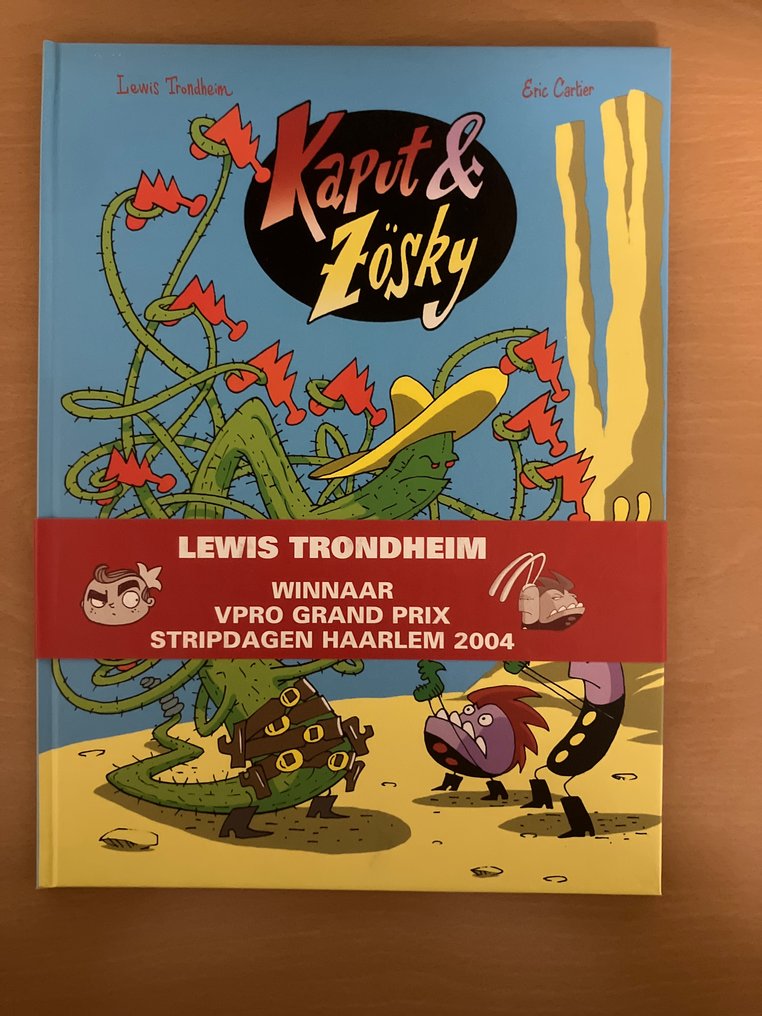 Lewis Trondheim
Eric Cartier
Kaput &
Zösky
LEWIS TRONDHEIM
WINNAAR
VPRO GRAND PRIX
STRIPDAGEN HAARLEM 2004